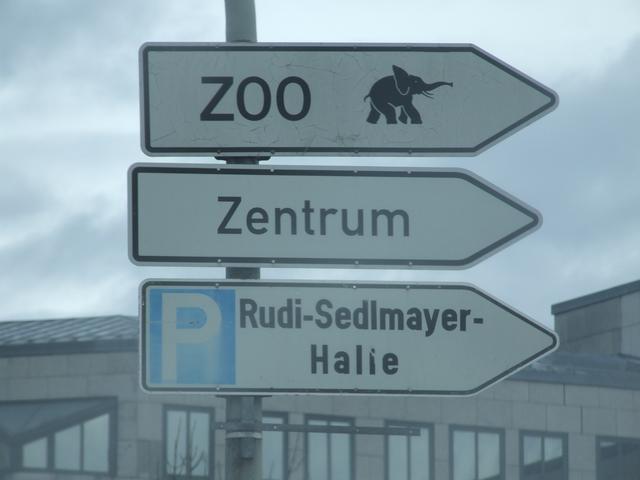 ZOO
Zentrum
P Rudi-Sedlmayer-
Halle